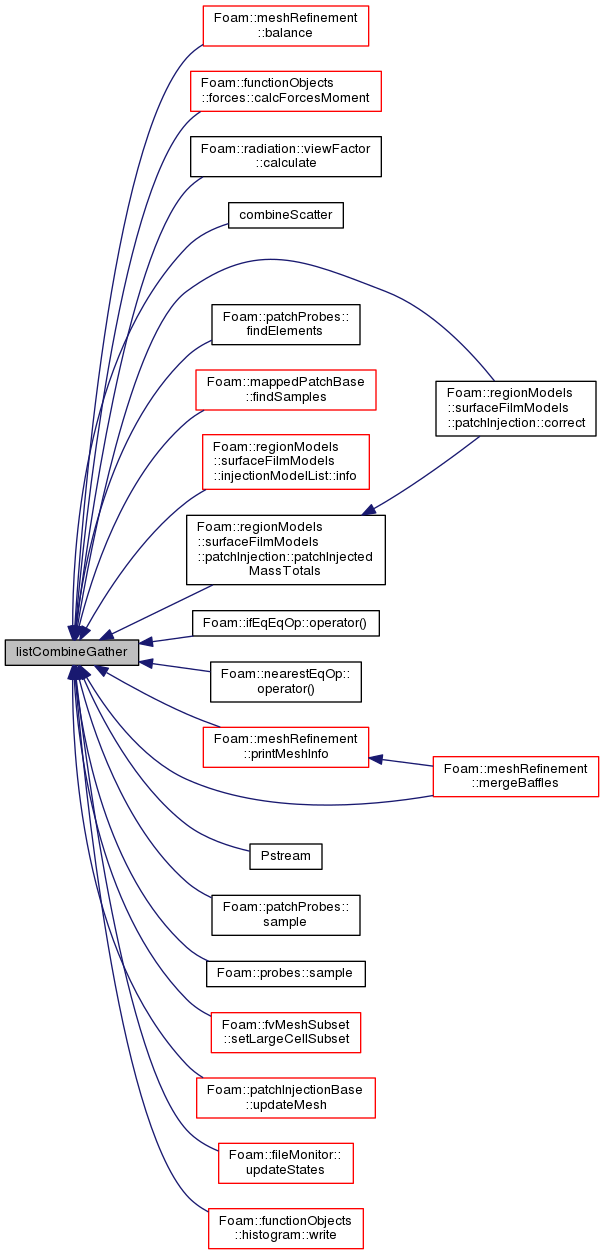 Foam::meshRefinement
::balance
Foam::functionObjects
::forces::calcForcesMoment
Foam::radiation::viewFactor
::calculate
combineScatter
Foam::patchProbes::
findElements
Foam::mappedPatchBase
::findSamples
Foam::regionModels
::surfaceFilmModels
::patchInjection::correct
Foam::regionModels
::surfaceFilmModels
::injectionModelList::info
Foam::regionModels
::surfaceFilmModels
::patchInjection::patchInjected
MassTotals
Foam::ifEqEqOp::operator()
listCombineGather
Foam::nearestEqOp::
operator()
Foam::meshRefinement
::printMeshInfo
Foam::meshRefinement
::mergeBaffles
Pstream
Foam::patchProbes::
sample
Foam::probes::sample
Foam::fvMeshSubset
::setLargeCellSubset
Foam::patchInjectionBase
::updateMesh
Foam::fileMonitor::
updateStates
Foam::functionObjects
::histogram::write